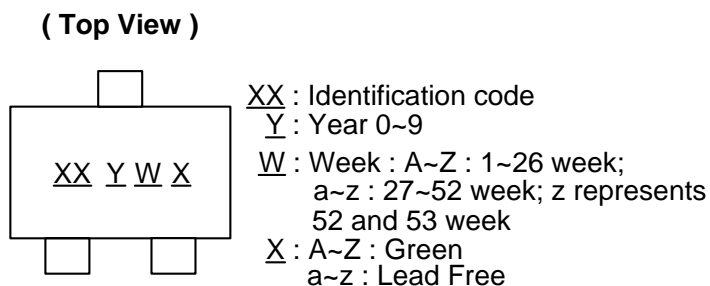 ( Top View )
XX Y W X
XX : Identification code
Y : Year 0~9
W : Week : A~Z : 1~26 week;
a~z : 27~52 week; z represents
52 and 53 week
X : A~Z : Green
a~z : Lead Free